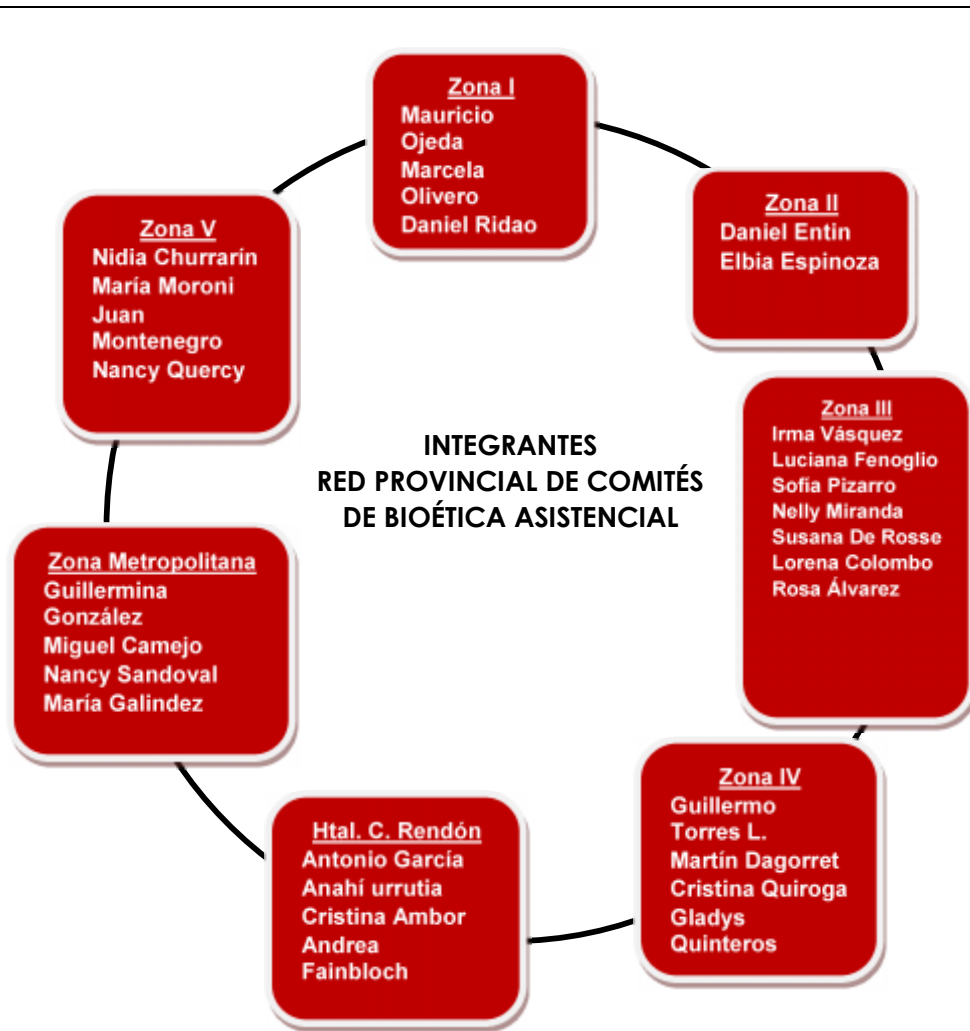 Zona I
Mauricio
Ojeda
Marcela
Olivero
Daniel Ridao
Zona II
Daniel Entin
Elbia Espinoza
Zona III
Irma Vásquez
Luciana Fenoglio
Sofía Pizarro
Nelly Miranda
Susana De Rosse
Lorena Colombo
Rosa Álvarez
Zona IV
Guillermo
Torres L.
Martín Dagorret
Cristina Quiroga
Gladys
Quinteros
Htal. C. Rendón
Antonio García
Anahí urrutia
Cristina Ambor
Andrea
Fainbloch
Zona Metropolitana
Guillermina
González
Miguel Camejo
Nancy Sandoval
María Galindez
Zona V
Nidia Churrarín
María Moroni
Juan
Montenegro
Nancy Quercy
INTEGRANTES
RED PROVINCIAL DE COMITÉS
DE BIOÉTICA ASISTENCIAL